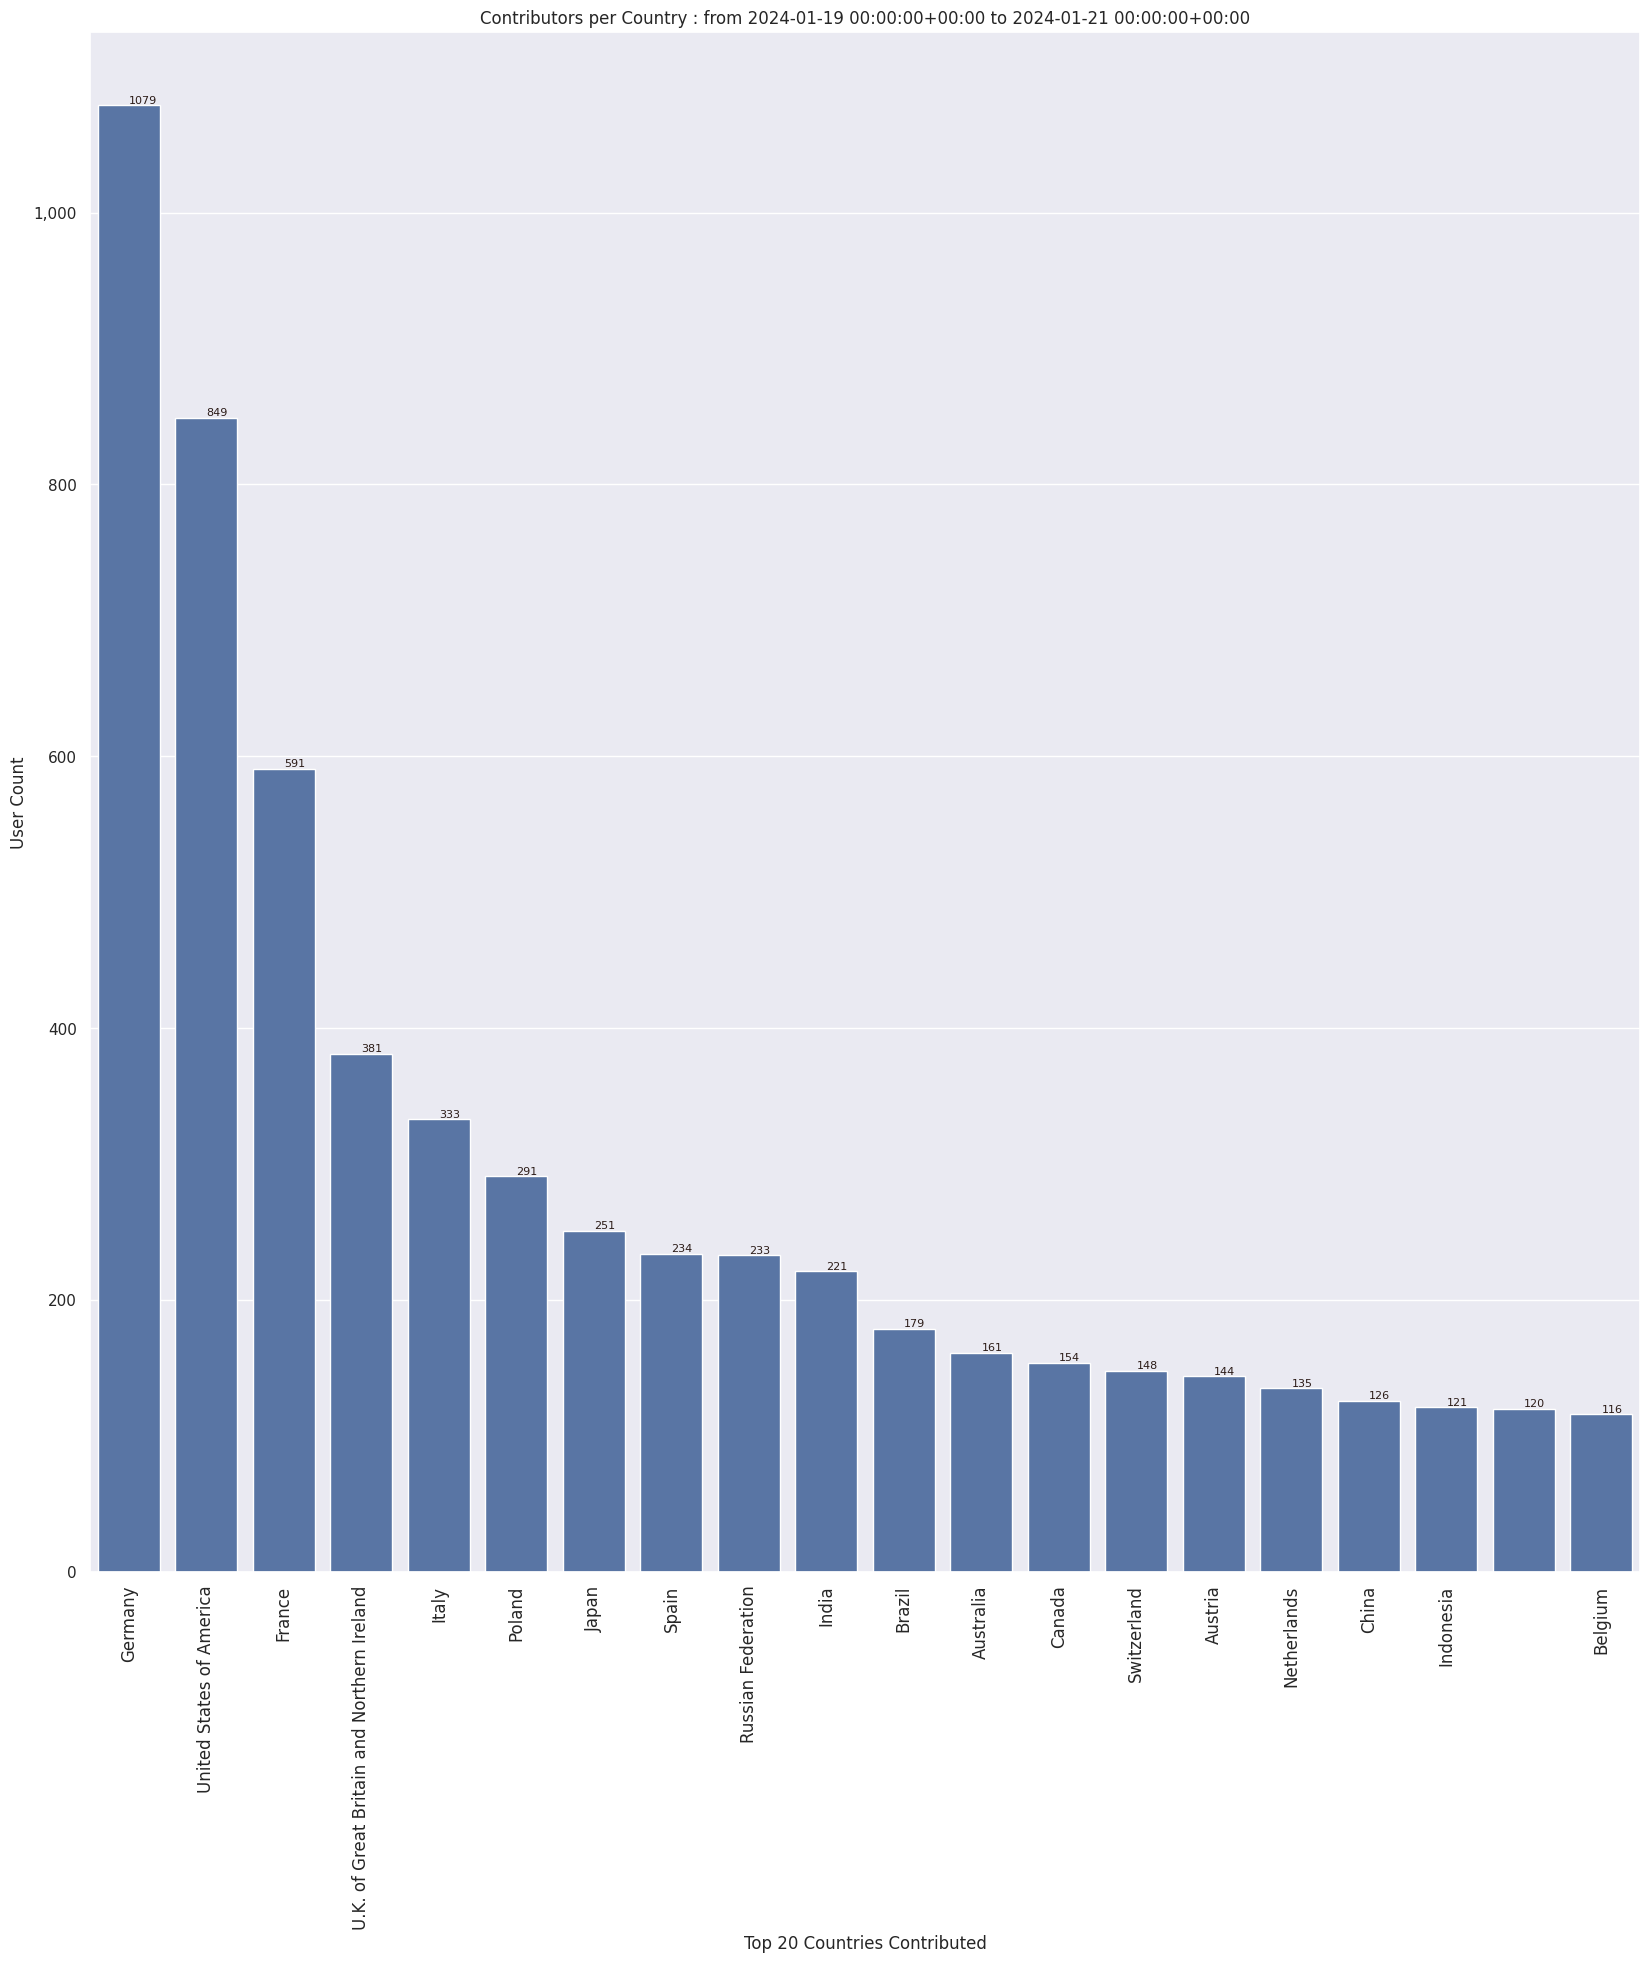 Contributors per Country : from 2024-01-19 00:00:00+00:00 to 2024-01-21 00:00:00+00:00
User Count
1,000
800
600
400
200
0
1079
849
591
381
333
291
251
234
233
221
179
161
154
148
144
135
126
121
120
116
Germany
United States of America
France
U.K. of Great Britain and Northern Ireland
Italy
Poland
Japan
Spain
Russian Federation
India
Brazil
Australia
Canada
Switzerland
Austria
Netherlands
China
Indonesia
Belgium
Top 20 Countries Contributed